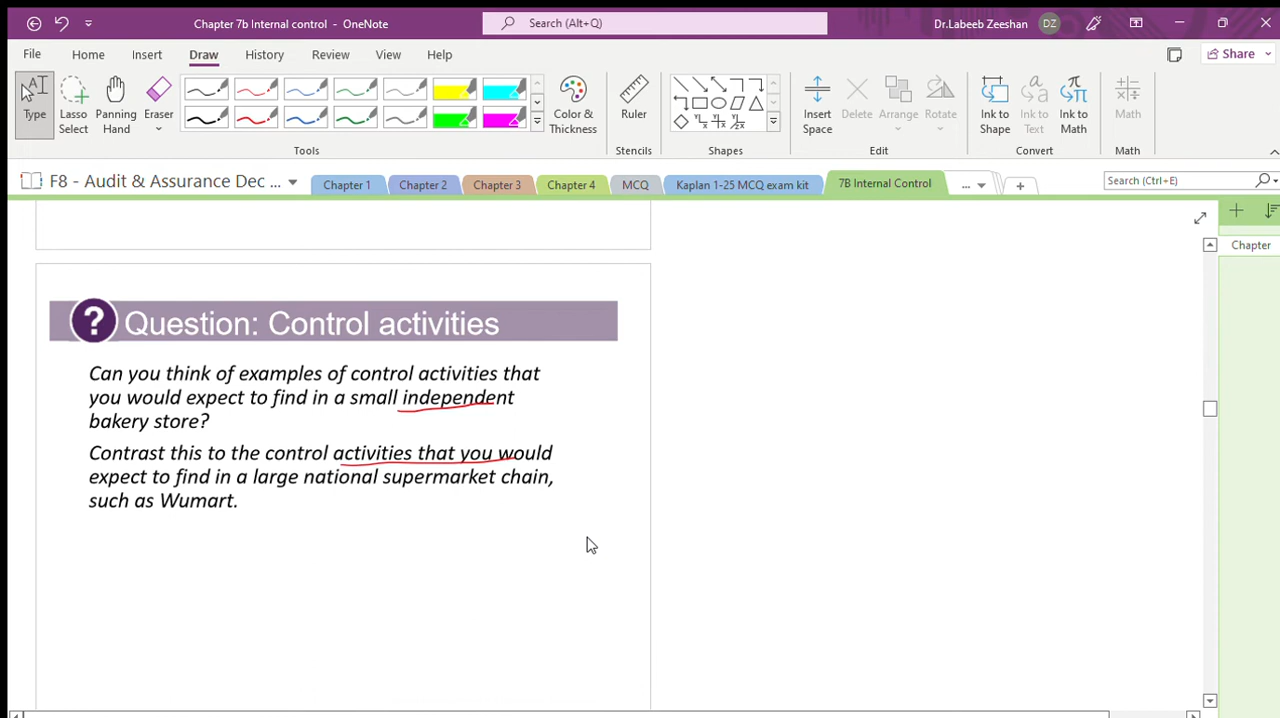 Chapter 7b Internal control - OneNote
Search (Alt+Q)
Dr.Labeeb Zeeshan
DZ
File
Home
Insert
Draw
History
Review
View
Help
Share
Type
Lasso Select
Panning Hand
Eraser
Color & Thickness
Ruler
Insert Space
Delete
Arrange
Rotate
Ink to Shape
Ink to Text
Ink to Math
Math
Tools
Stencils
Shapes
Edit
Convert
Math
F8 - Audit & Assurance Dec ...
Chapter 1
Chapter 2
Chapter 3
Chapter 4
MCQ
Kaplan 1-25 MCQ exam kit
7B Internal Control
...
Search (Ctrl+E)
Chapter
? Question: Control activities
Can you think of examples of control activities that
you would expect to find in a small independent
bakery store?
Contrast this to the control activities that you would
expect to find in a large national supermarket chain,
such as Wumart.